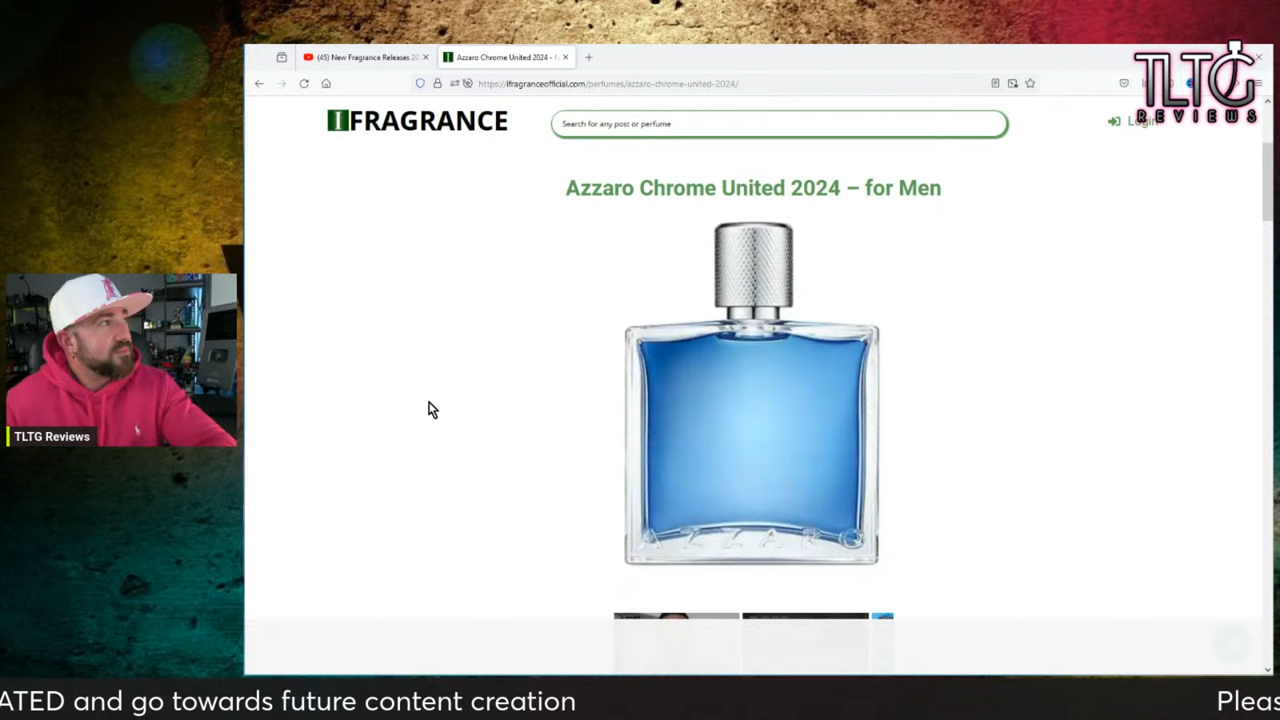 (45) New Fragrance Releases 20
Azzaro Chrome United 2024 - f
https://ifragranceofficial.com/perfumes/azzaro-chrome-united-2024/
TLTG
REVIEWS
IFRAGRANCE
Search for any post or perfume
Login
Azzaro Chrome United 2024 – for Men
AZZARO
TLTG Reviews
ATED and go towards future content creation
Pleas